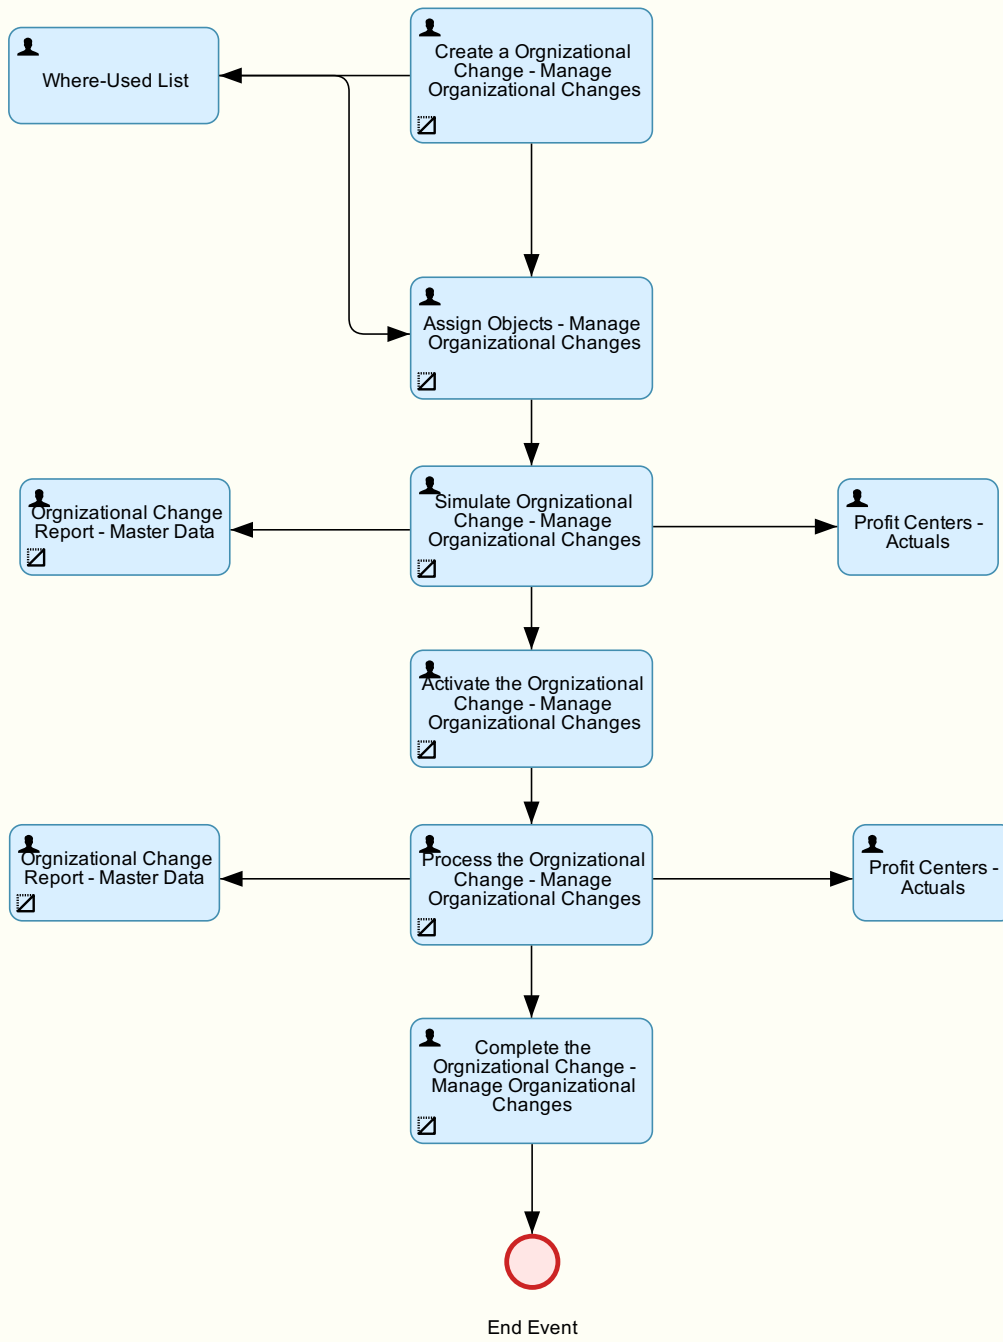 Create a Orgnizational
Change - Manage
Organizational Changes
Where-Used List
Assign Objects - Manage
Organizational Changes
Orgnizational Change
Report - Master Data
Simulate Orgnizational
Change - Manage
Organizational Changes
Profit Centers -
Actuals
Activate the Orgnizational
Change - Manage
Organizational Changes
Orgnizational Change
Report - Master Data
Process the Orgnizational
Change - Manage
Organizational Changes
Profit Centers -
Actuals
Complete the
Orgnizational Change -
Manage Organizational
Changes
End Event